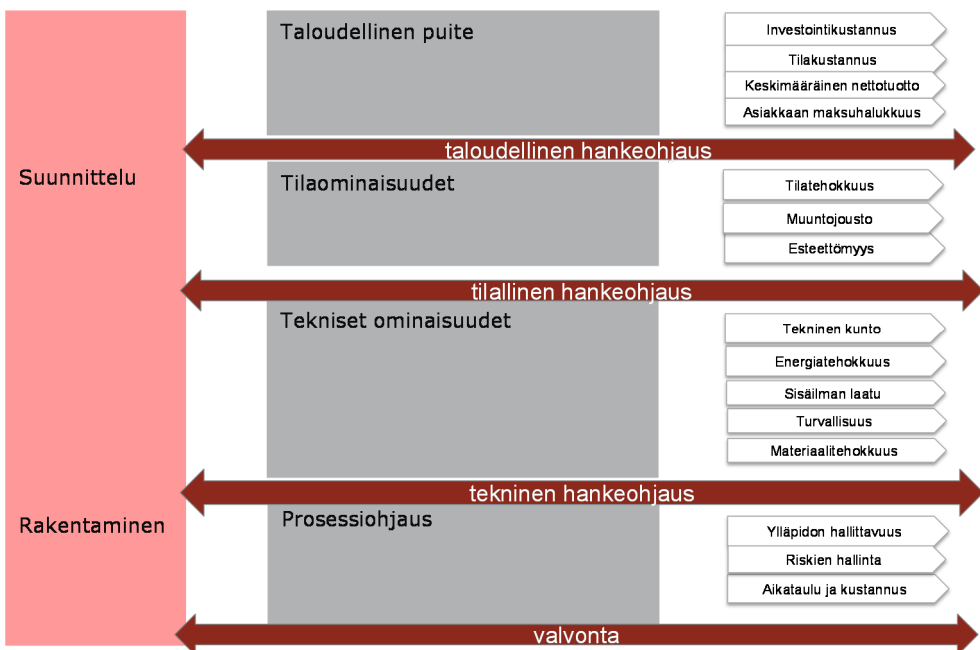 Taloudellinen puite
Investointikustannus
Tilakustannus
Keskimääräinen nettotuotto
Asiakkaan maksuhalukkuus
taloudellinen hankeohjaus
Suunnittelu
Tilaominaisuudet
Tilatehokkuus
Muuntojousto
Esteettömyys
tilallinen hankeohjaus
Tekniset ominaisuudet
Tekninen kunto
Energiatehokkuus
Sisäilman laatu
Turvallisuus
Materiaalitehokkuus
tekninen hankeohjaus
Rakentaminen
Prosessiohjaus
Ylläpidon hallittavuus
Riskien hallinta
Aikataulu ja kustannus
valvonta